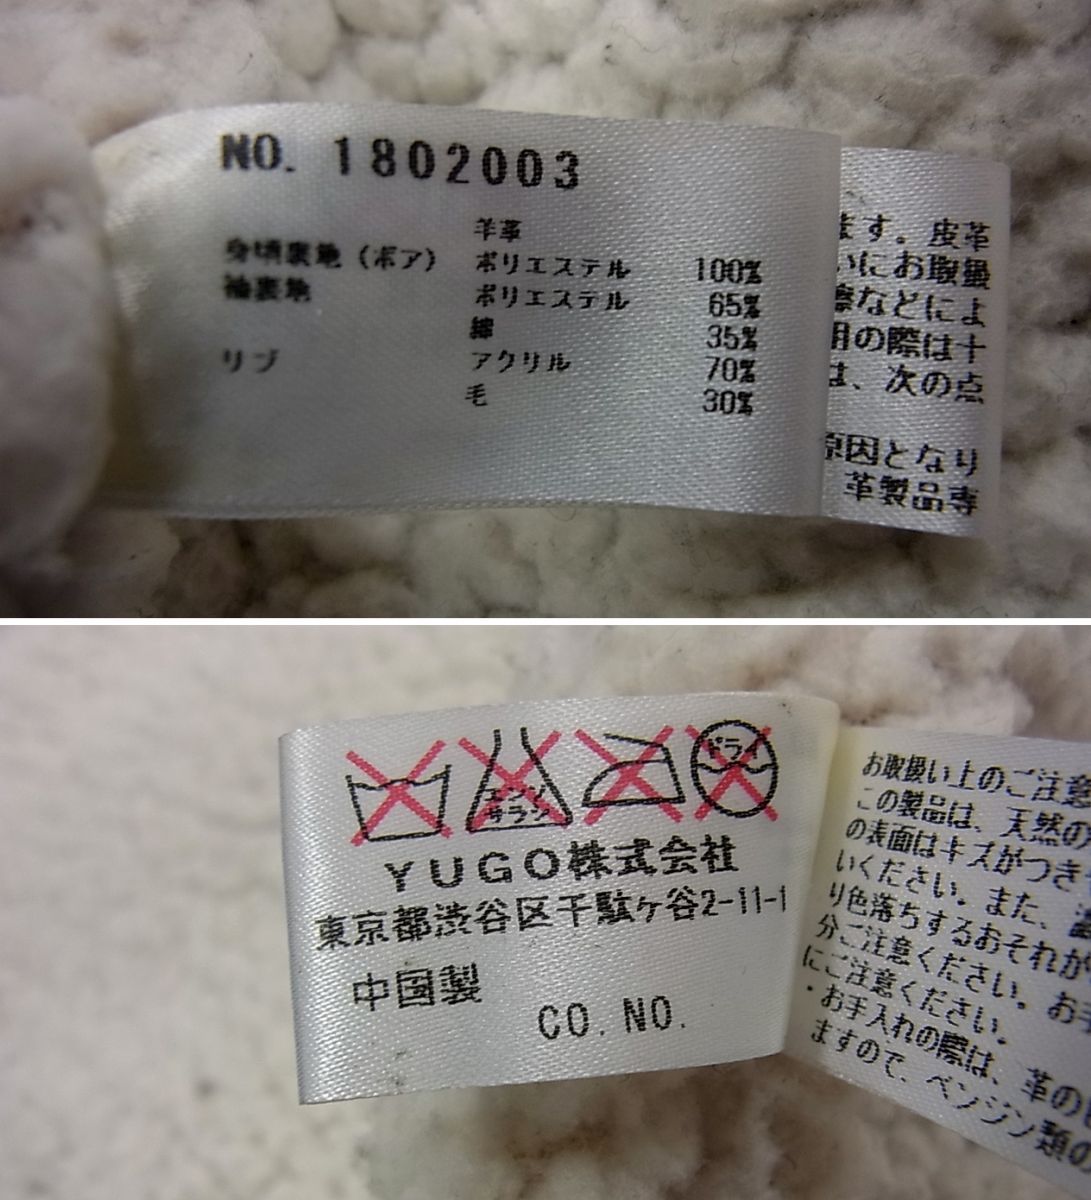 NO. 1802003
羊革
身頃裏地（ボア） ポリエステル 100%
袖裏地 ポリエステル 65%
綿 35%
リブ アクリル 70%
毛 30%
ます。皮革
いにお取扱
際などによ
用の際は十
は、次の点
原因となり
革製品専
エンソ
サラシ
ドライ
YUGO株式会社
東京都渋谷区千駄ヶ谷2-11-1
中国製
CO. NO.
お取扱い上のご注意
この製品は、天然の
の表面はキズがつき
いください。また、
り色落ちするおそれが
分ご注意ください。お手
にご注意ください。
・お手入れの際は、革の
ますので、ベンジン類の